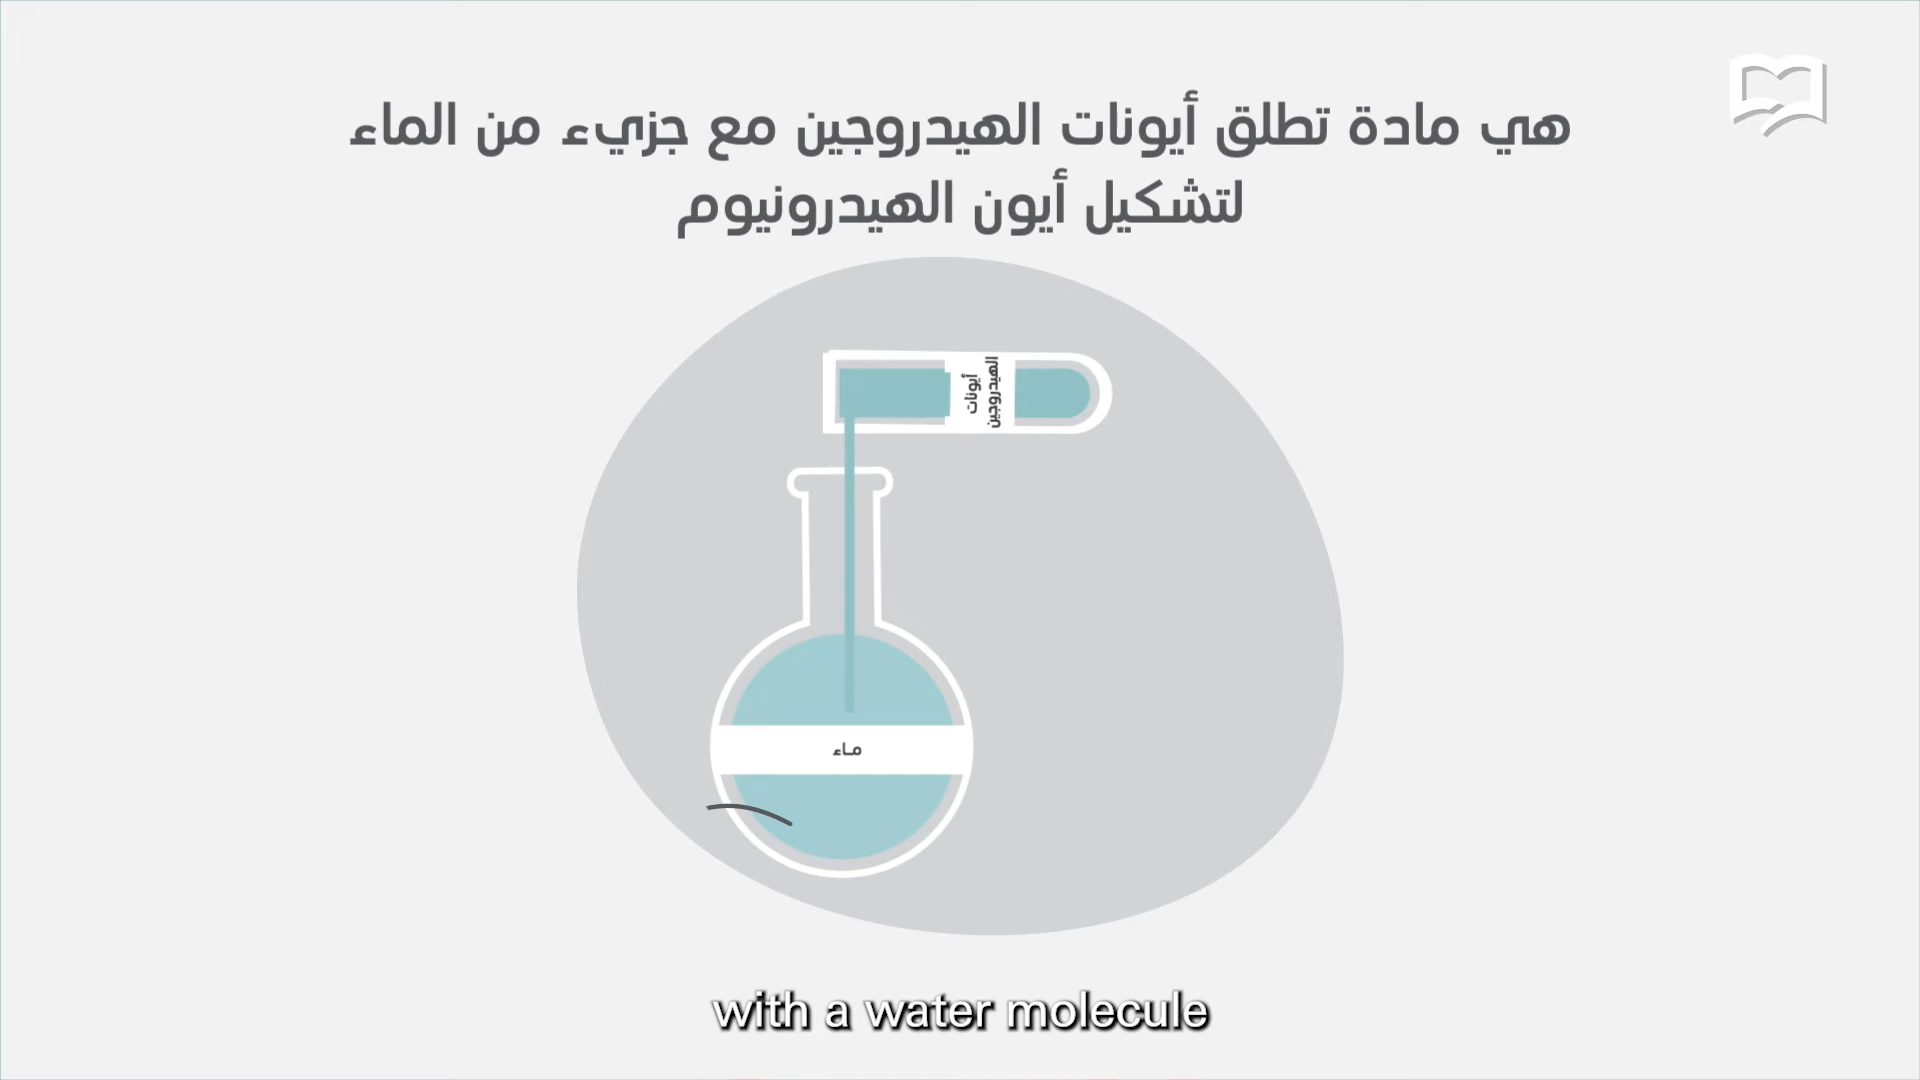 هي مادة تطلق أيونات الهيدروجين مع جزيء من الماء
لتشكيل أيون الهيدرونيوم
أيونات
الهيدروجين
ماء
with a water molecule